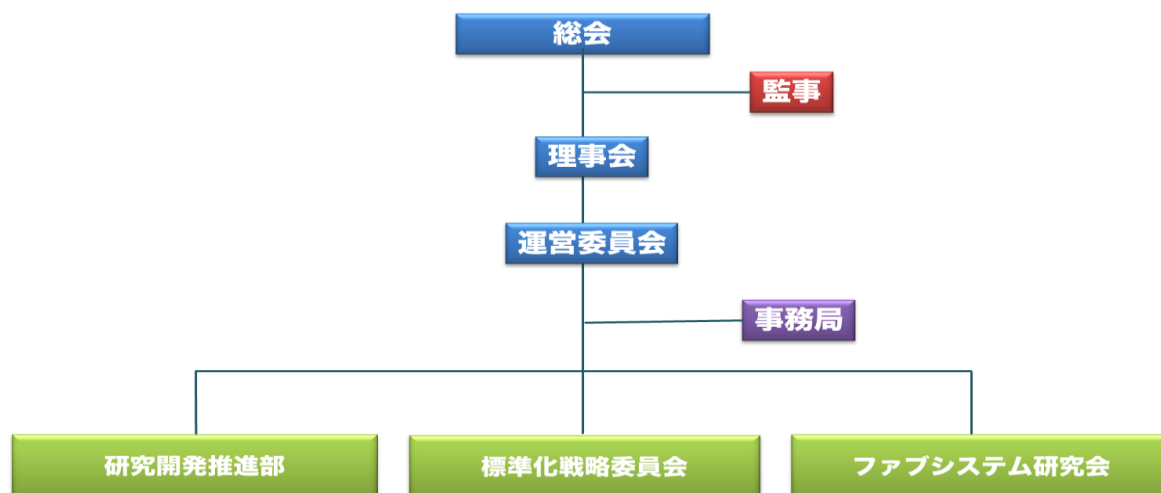 総会
監事
理事会
運営委員会
事務局
研究開発推進部
標準化戦略委員会
ファブシステム研究会